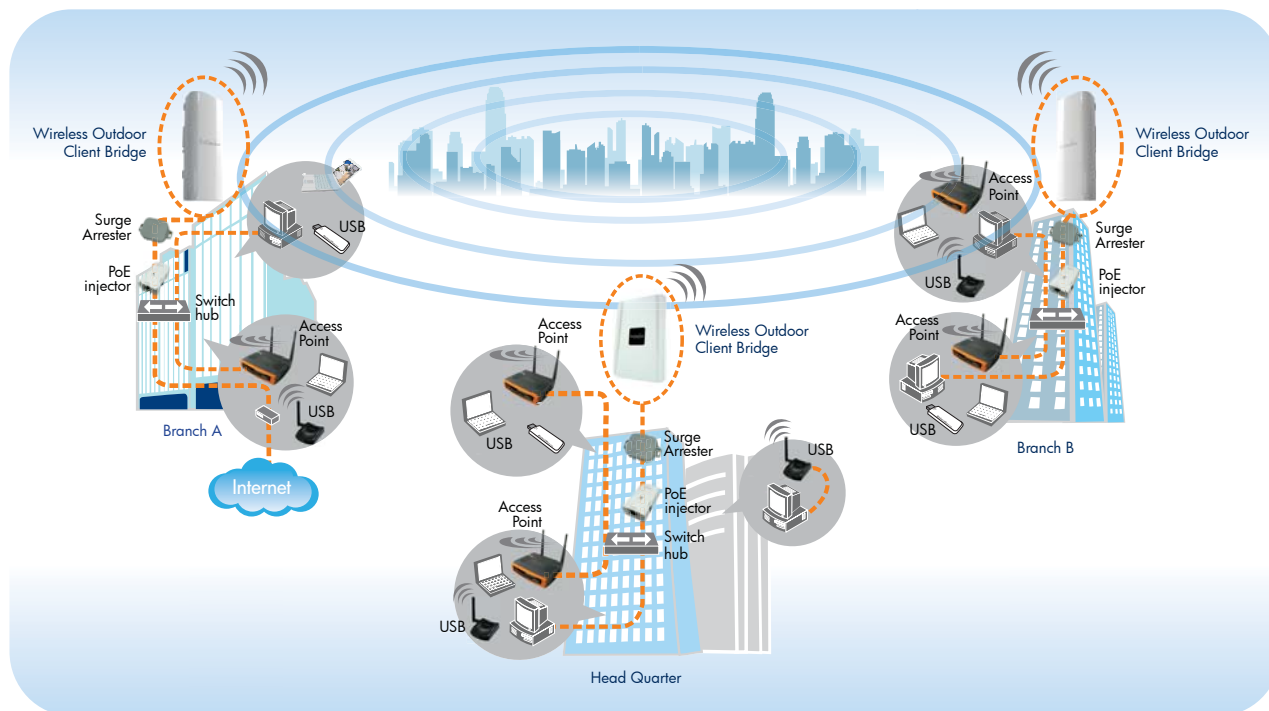 Wireless Outdoor
Client Bridge
Surge
Arrester
PoE
injector
Switch
hub
USB
Access
Point
USB
Branch A
Internet
Wireless Outdoor
Client Bridge
Access
Point
USB
Surge
Arrester
PoE
injector
Switch
hub
USB
Access
Point
USB
Head Quarter
Wireless Outdoor
Client Bridge
Access
Point
USB
Surge
Arrester
PoE
injector
Access
Point
USB
Branch B